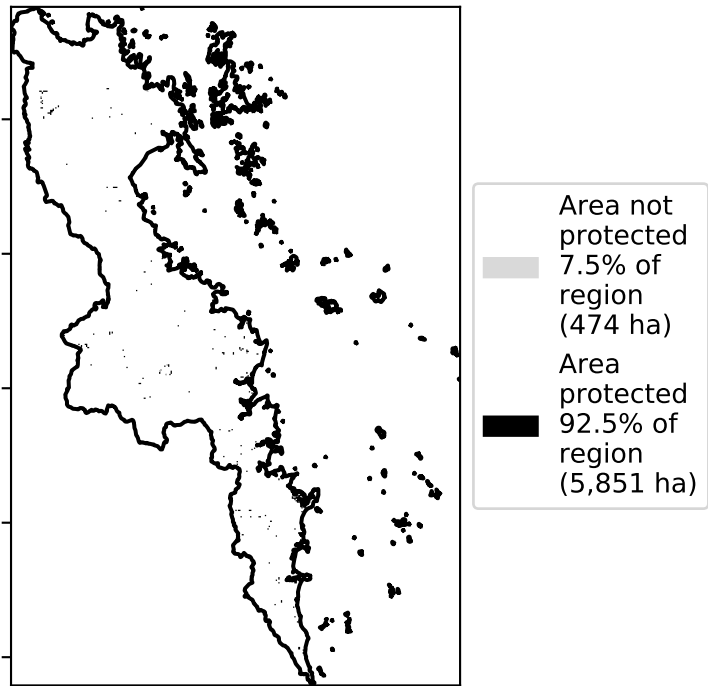 Area not
protected
7.5% of
region
(474 ha)
Area
protected
92.5% of
region
(5,851 ha)